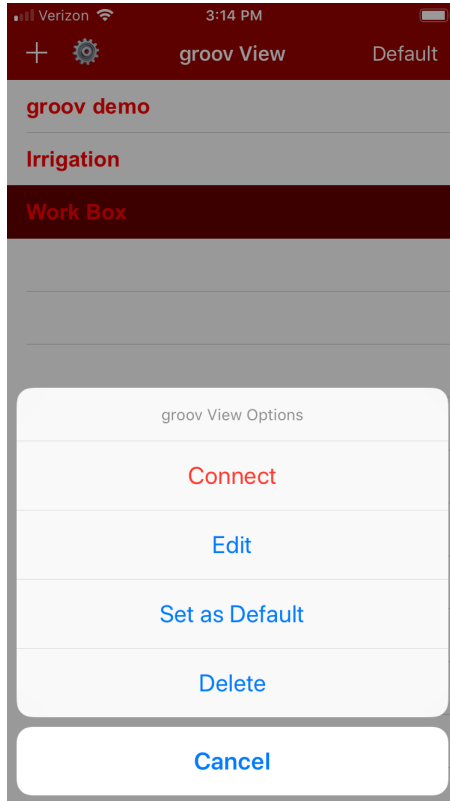 Verizon 3:14 PM
groov View Default
groov demo
Irrigation
Work Box
groov View Options
Connect
Edit
Set as Default
Delete
Cancel